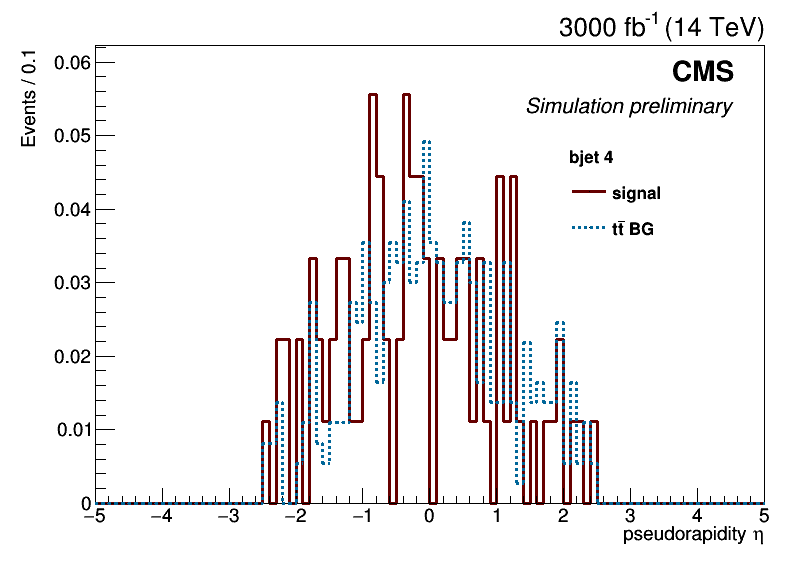 3000 fb⁻¹ (14 TeV)
Events / 0.1
CMS
Simulation preliminary
bjet 4
signal
tt̄ BG
0.06
0.05
0.04
0.03
0.02
0.01
0
−5 −4 −3 −2 −1 0 1 2 3 4 5
pseudorapidity η